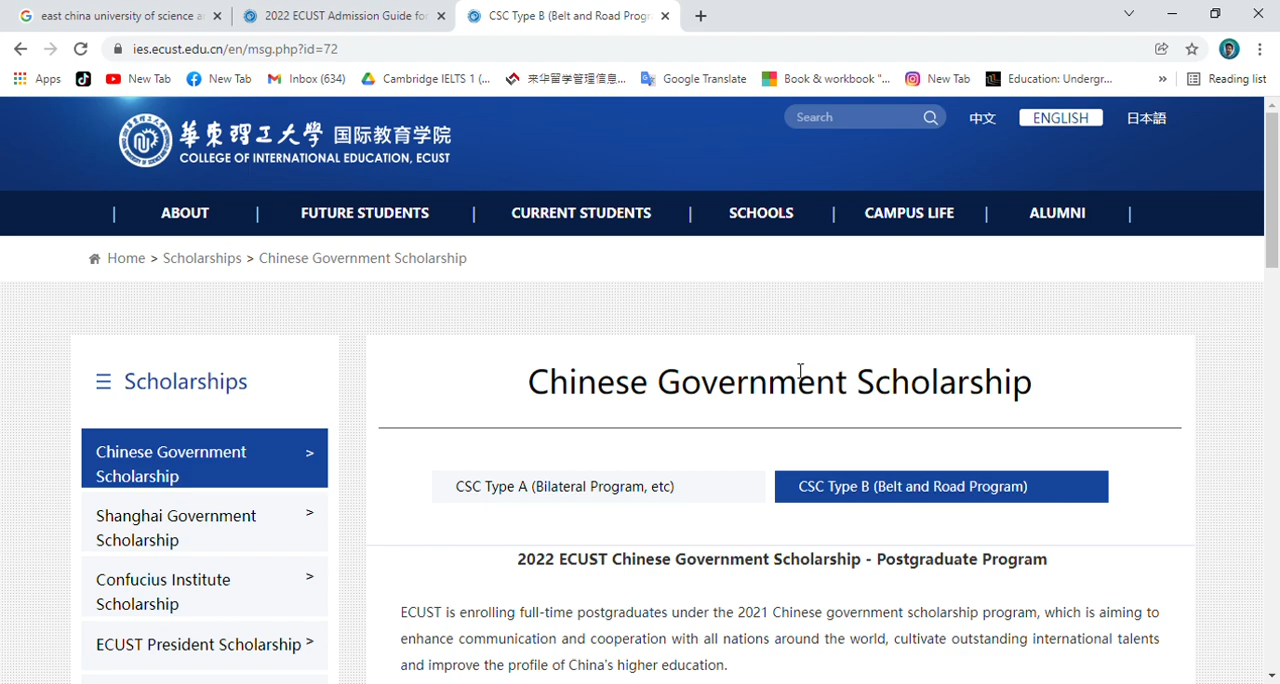 east china university of science a
2022 ECUST Admission Guide for
CSC Type B (Belt and Road Progr
ies.ecust.edu.cn/en/msg.php?id=72
Apps
New Tab
New Tab
Inbox (634)
Cambridge IELTS 1 (...
来华留学管理信息...
Google Translate
Book & workbook "...
New Tab
Education: Undergr...
»
Reading list
華東理工大學 国际教育学院
COLLEGE OF INTERNATIONAL EDUCATION, ECUST
Search
中文
ENGLISH
日本語
ABOUT
FUTURE STUDENTS
CURRENT STUDENTS
SCHOOLS
CAMPUS LIFE
ALUMNI
Home > Scholarships > Chinese Government Scholarship
Scholarships
Chinese Government >
Scholarship
Shanghai Government >
Scholarship
Confucius Institute >
Scholarship
ECUST President Scholarship >
Chinese Government Scholarship
CSC Type A (Bilateral Program, etc)
CSC Type B (Belt and Road Program)
2022 ECUST Chinese Government Scholarship - Postgraduate Program
ECUST is enrolling full-time postgraduates under the 2021 Chinese government scholarship program, which is aiming to
enhance communication and cooperation with all nations around the world, cultivate outstanding international talents
and improve the profile of China's higher education.